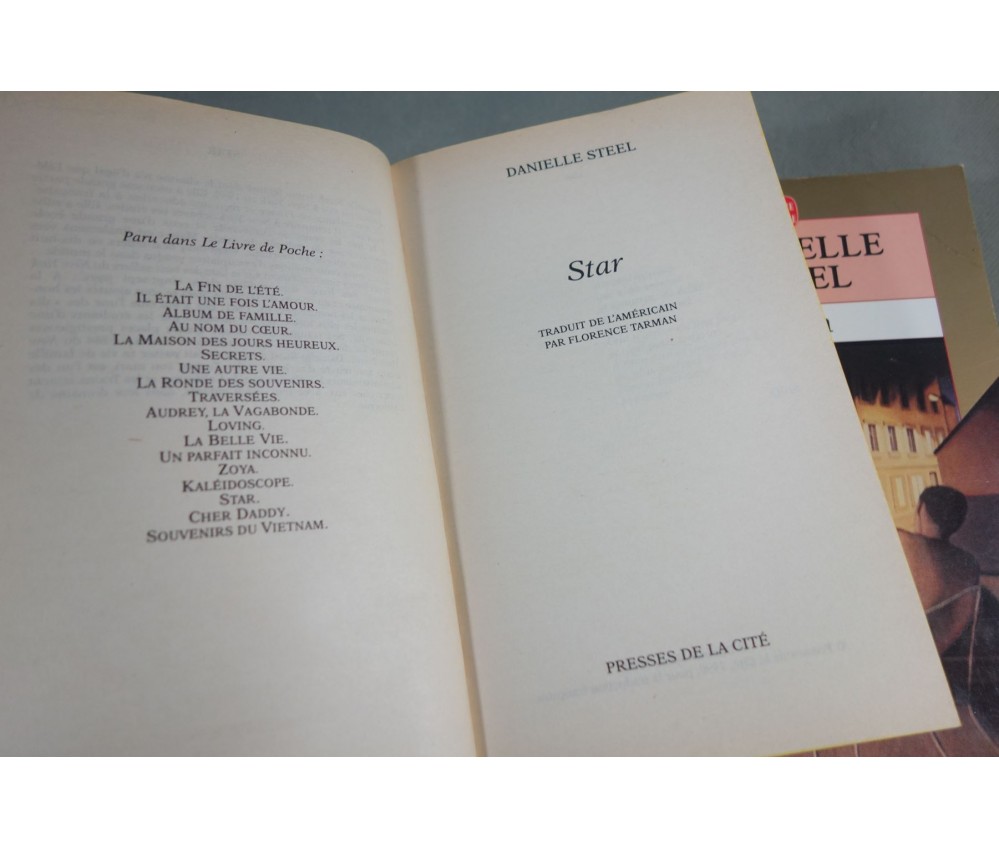 Paru dans Le Livre de Poche :
LA FIN DE L'ÉTÉ.
IL ÉTAIT UNE FOIS L'AMOUR.
ALBUM DE FAMILLE.
AU NOM DU CŒUR.
LA MAISON DES JOURS HEUREUX.
SECRETS.
UNE AUTRE VIE.
LA RONDE DES SOUVENIRS.
TRAVERSÉES.
AUDREY, LA VAGABONDE.
LOVING.
LA BELLE VIE.
UN PARFAIT INCONNU.
ZOYA.
KALÉIDOSCOPE.
STAR.
CHER DADDY.
SOUVENIRS DU VIETNAM.
DANIELLE STEEL
Star
TRADUIT DE L'AMÉRICAIN
PAR FLORENCE TARMAN
PRESSES DE LA CITÉ
ELLE
EL